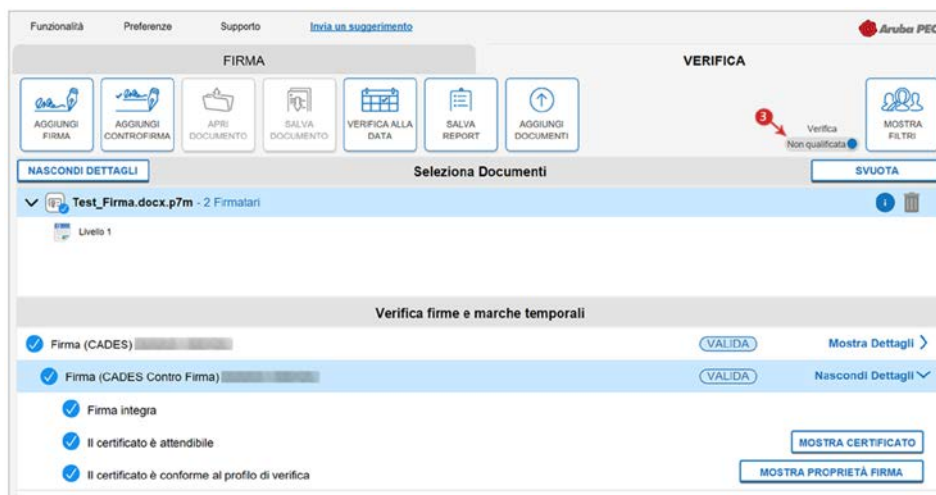 Funzionalità Preferenze Supporto Invia un suggerimento Aruba PEC
FIRMA VERIFICA
AGGIUNGI FIRMA
AGGIUNGI CONTROFIRMA
APRI DOCUMENTO
SALVA DOCUMENTO
VERIFICA ALLA DATA
SALVA REPORT
AGGIUNGI DOCUMENTI
3
Verifica
Non qualificata
MOSTRA FILTRI
NASCONDI DETTAGLI Seleziona Documenti SVUOTA
Test_Firma.docx.p7m - 2 Firmatari
Livello 1
Verifica firme e marche temporali
Firma (CADES) VALIDA Mostra Dettagli
Firma (CADES Contro Firma) VALIDA Nascondi Dettagli
Firma integra
Il certificato è attendibile MOSTRA CERTIFICATO
Il certificato è conforme al profilo di verifica MOSTRA PROPRIETÀ FIRMA